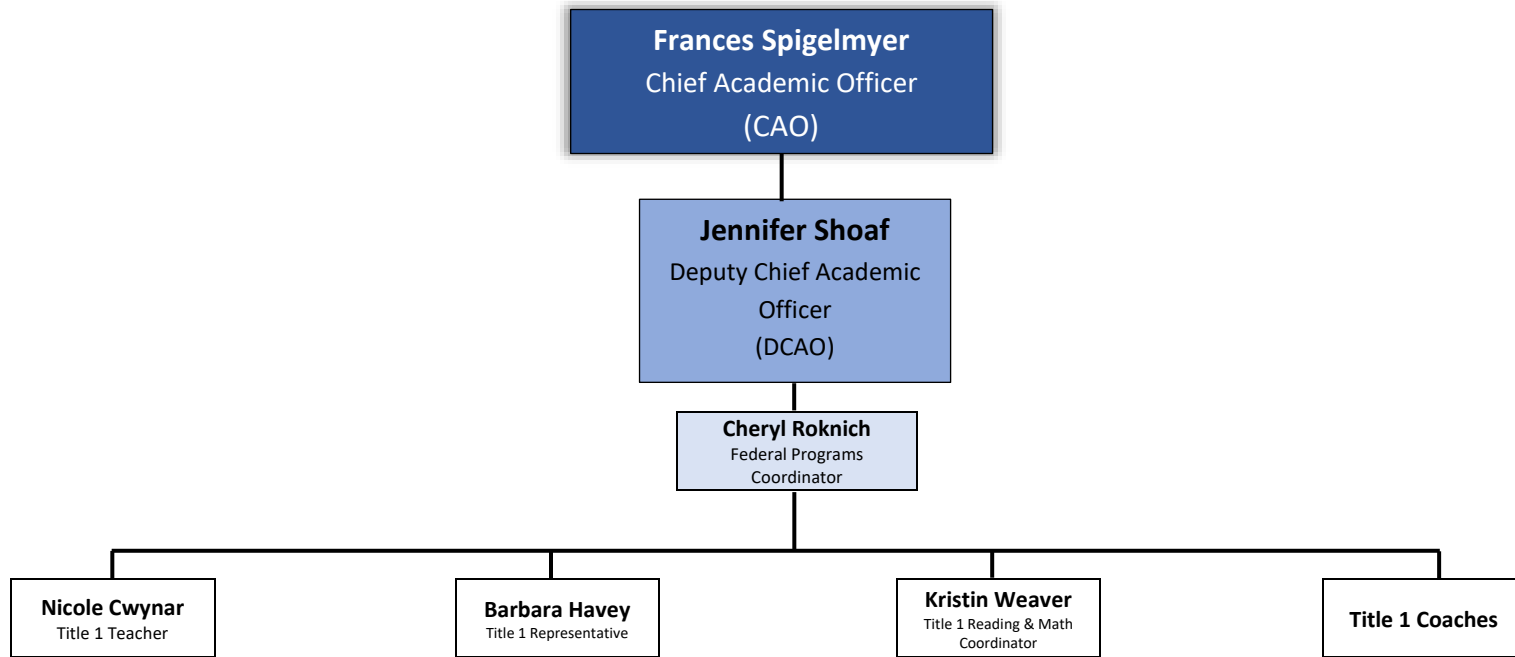 Frances Spigelmyer
Chief Academic Officer
(CAO)
Jennifer Shoaf
Deputy Chief Academic
Officer
(DCAO)
Cheryl Roknich
Federal Programs
Coordinator
Nicole Cwynar
Title 1 Teacher
Barbara Havey
Title 1 Representative
Kristin Weaver
Title 1 Reading & Math
Coordinator
Title 1 Coaches